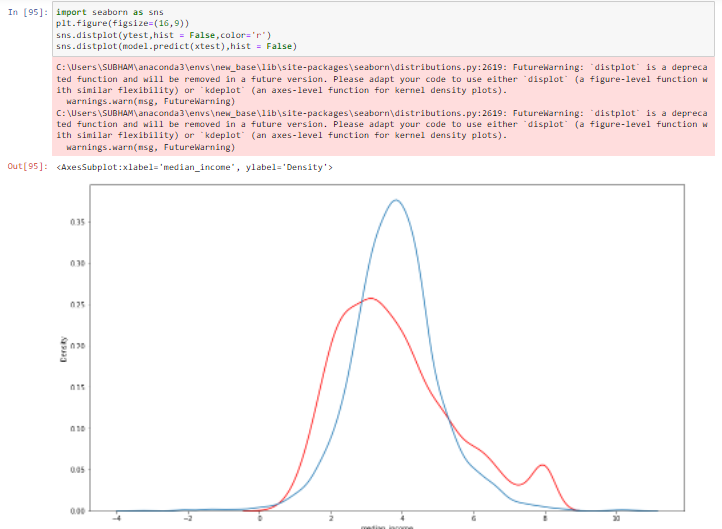 In [95]: import seaborn as sns
plt.figure(figsize=(16,9))
sns.distplot(ytest,hist = False,color='r')
sns.distplot(model.predict(xtest),hist = False)
C:\Users\SUBHAM\anaconda3\envs\new_base\lib\site-packages\seaborn\distributions.py:2619: FutureWarning: `distplot` is a depreca
ted function and will be removed in a future version. Please adapt your code to use either `displot` (a figure-level function w
ith similar flexibility) or `kdeplot` (an axes-level function for kernel density plots).
warnings.warn(msg, FutureWarning)
C:\Users\SUBHAM\anaconda3\envs\new_base\lib\site-packages\seaborn\distributions.py:2619: FutureWarning: `distplot` is a depreca
ted function and will be removed in a future version. Please adapt your code to use either `displot` (a figure-level function w
ith similar flexibility) or `kdeplot` (an axes-level function for kernel density plots).
warnings.warn(msg, FutureWarning)
Out[95]: <AxesSubplot:xlabel='median_income', ylabel='Density'>
0.35
0.30
0.25
0.20
0.15
0.10
0.05
0.00
Density
-4 -2 0 2 4 6 8 10
median_income